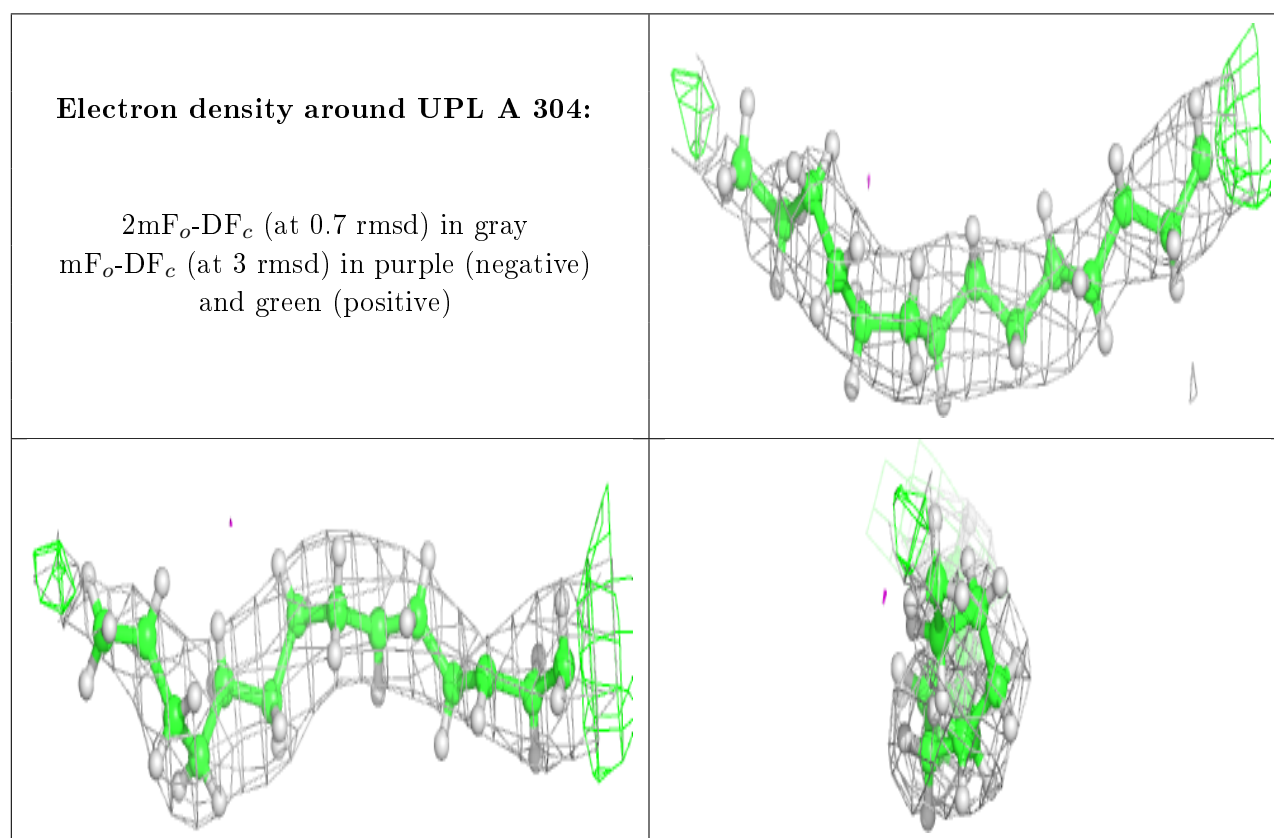 Electron density around UPL A 304:
2mFo-DFc (at 0.7 rmsd) in gray
mFo-DFc (at 3 rmsd) in purple (negative)
and green (positive)